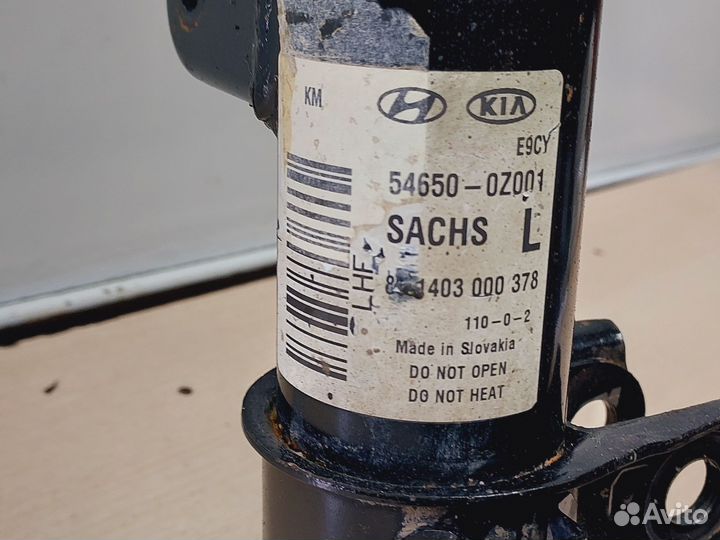 KM
KIA
E9CY
54650-0Z001
SACHS L
1403 000 378
LHF
110-0-2
Made in Slovakia
DO NOT OPEN
DO NOT HEAT
Avito